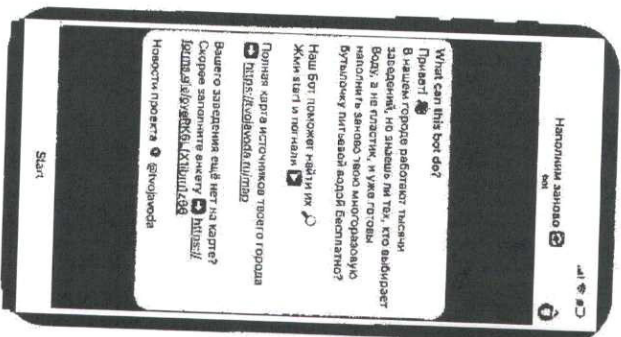 Наполним заново
bot
What can this bot do?
Привет!
В нашем городе работают тысячи
заведений, но знаешь ли тех, кто выбирает
воду, а не пластик, и уже готовы
наполнить заново твою многоразовую
бутылочку питьевой водой бесплатно?
Наш бот поможет найти их
Жми start и погнали
Полная карта источников твоего города
https://tvojavoda.ru/map
Вашего заведения ещё нет на карте?
Скорее заполните анкету https://
Новости проекта @tvojavoda
Start